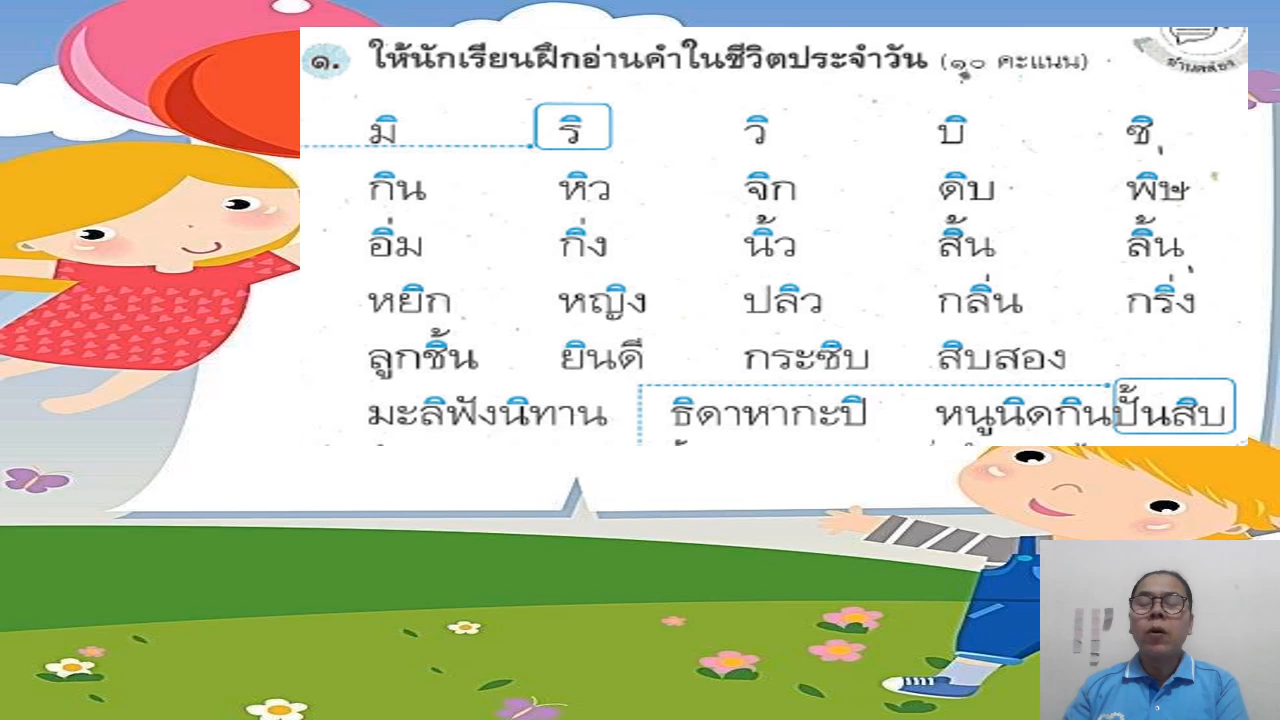 ๑. ให้นักเรียนฝึกอ่านคำในชีวิตประจำวัน (๑๐ คะแนน)
มิ ริ วิ บิ ซิ
กิน หิว จิก ดิบ พิษ
อิ่ม กิ่ง นิ้ว สิ้น ลิ้น
หยิก หญิง ปลิว กลิ่น กริ่ง
ลูกชิ้น ยินดี กระซิบ สิบสอง
มะลิฟังนิทาน ธิดาหากะปิ หนูนิดกินปั้นสิบ